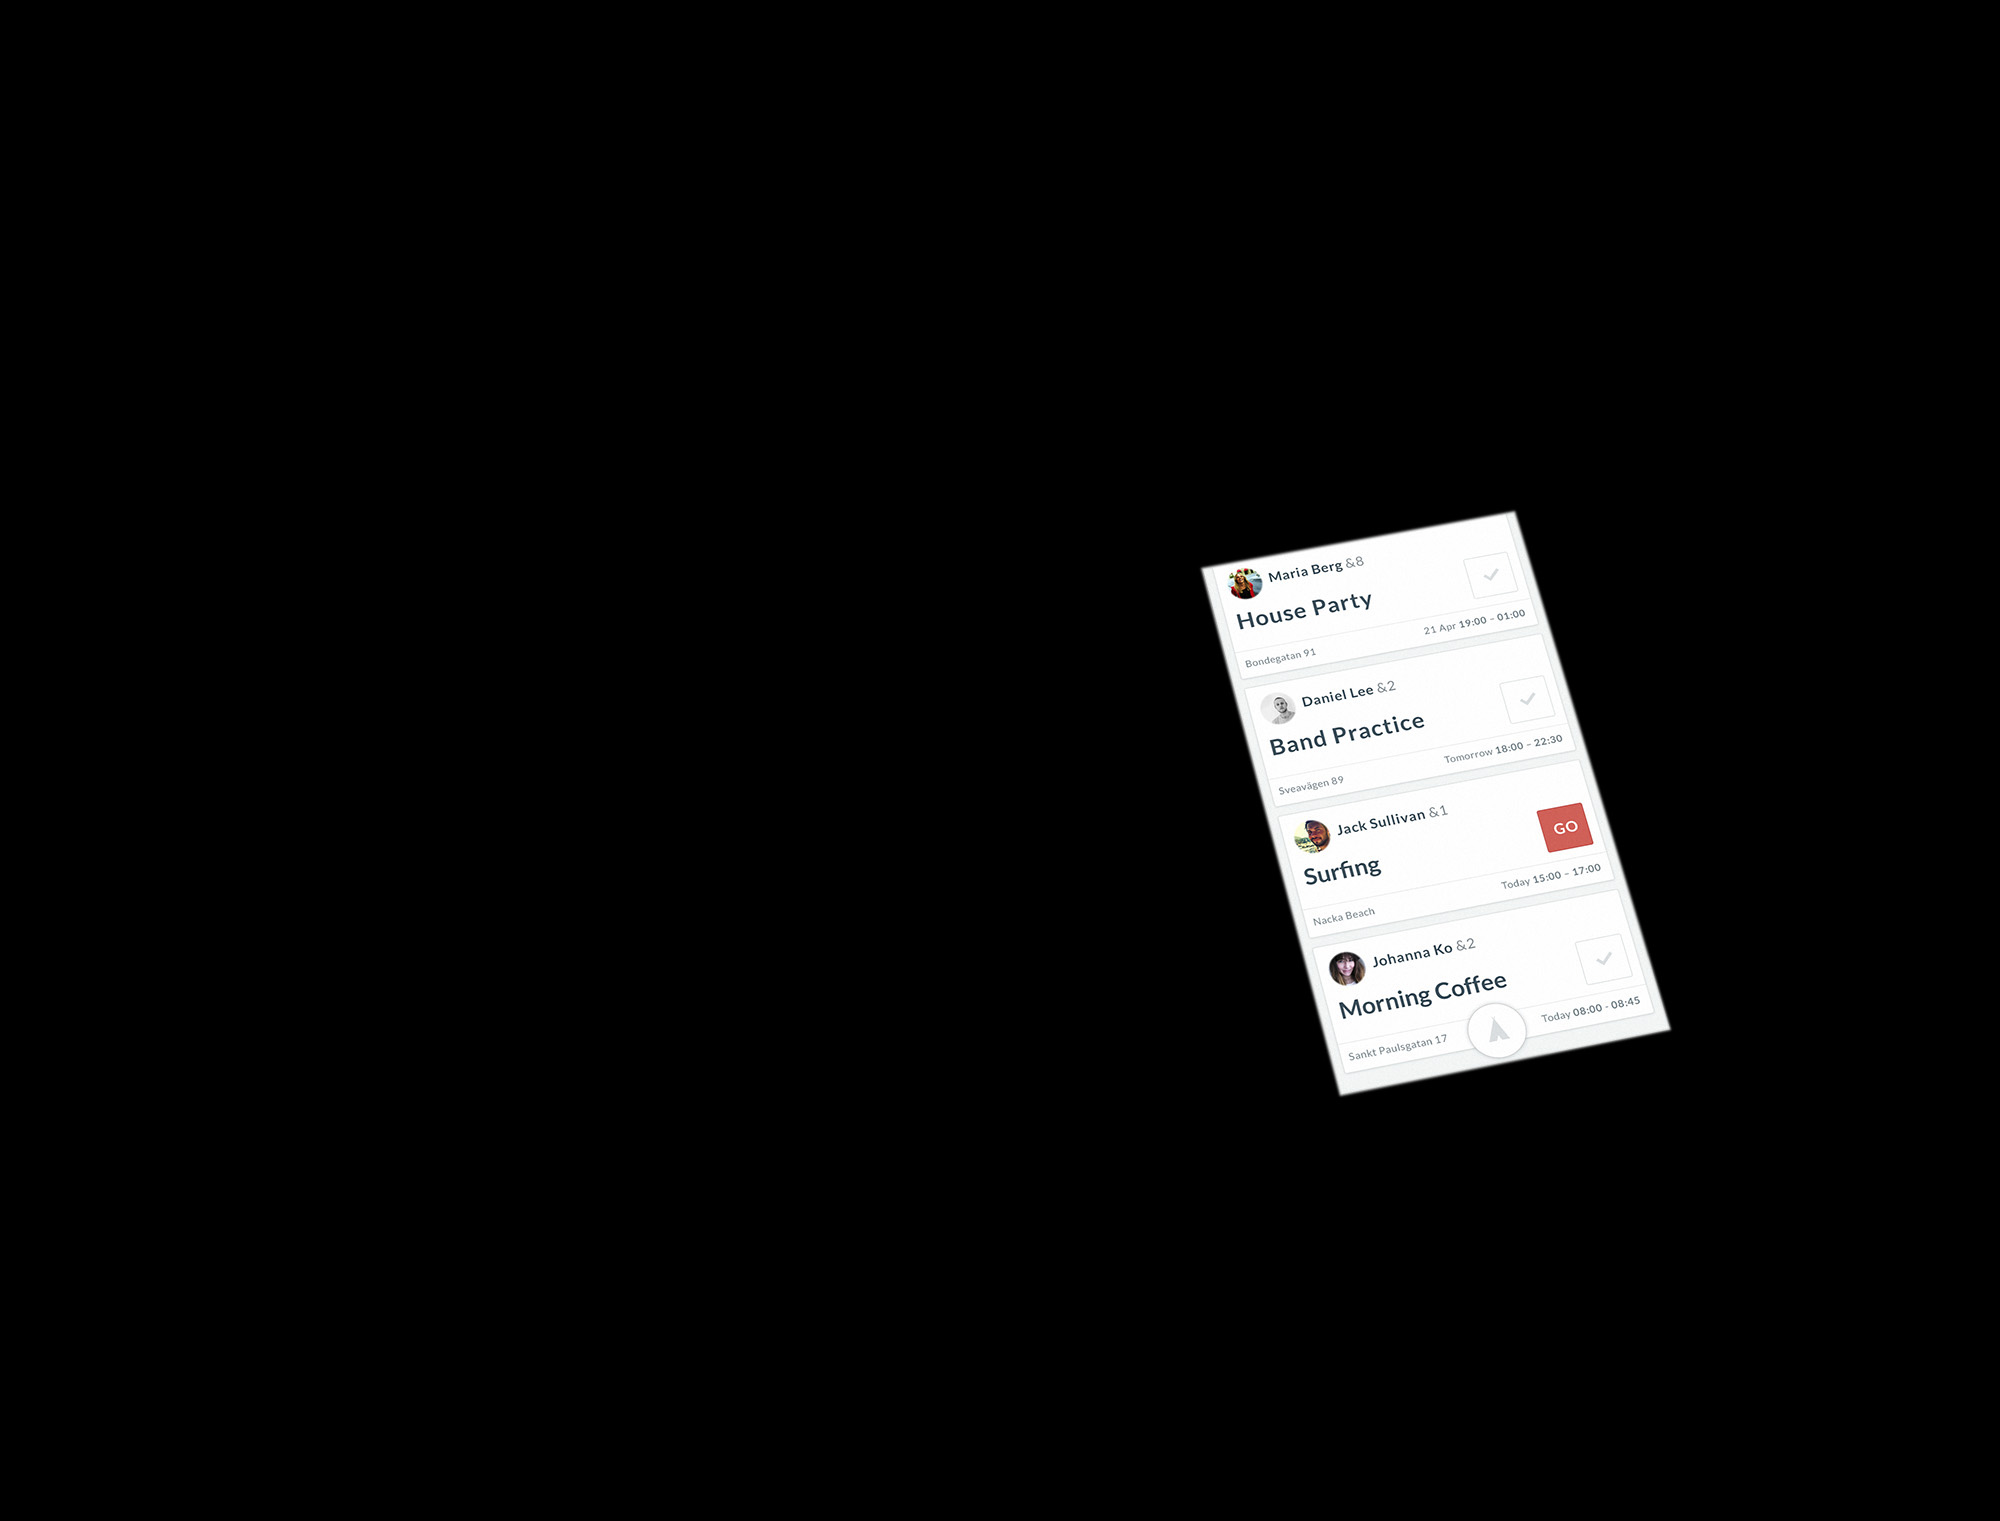 Maria Berg &8
House Party
Bondegatan 91
21 Apr 19:00 – 01:00
Daniel Lee &2
Band Practice
Sveavägen 89
Tomorrow 18:00 – 22:30
Jack Sullivan &1
GO
Surfing
Nacka Beach
Today 15:00 – 17:00
Johanna Ko &2
Morning Coffee
Sankt Paulsgatan 17
Today 08:00 - 08:45